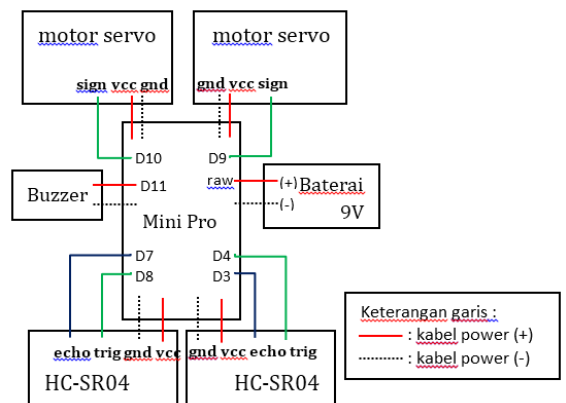 motor servo
sign vcc gnd
motor servo
gnd vcc sign
D10
D9
D11
raw
Buzzer
Mini Pro
(+) Baterai
(-) 9V
D7
D8
D4
D3
echo trig gnd vcc
HC-SR04
gnd vcc echo trig
HC-SR04
Keterangan garis :
: kabel power (+)
: kabel power (-)